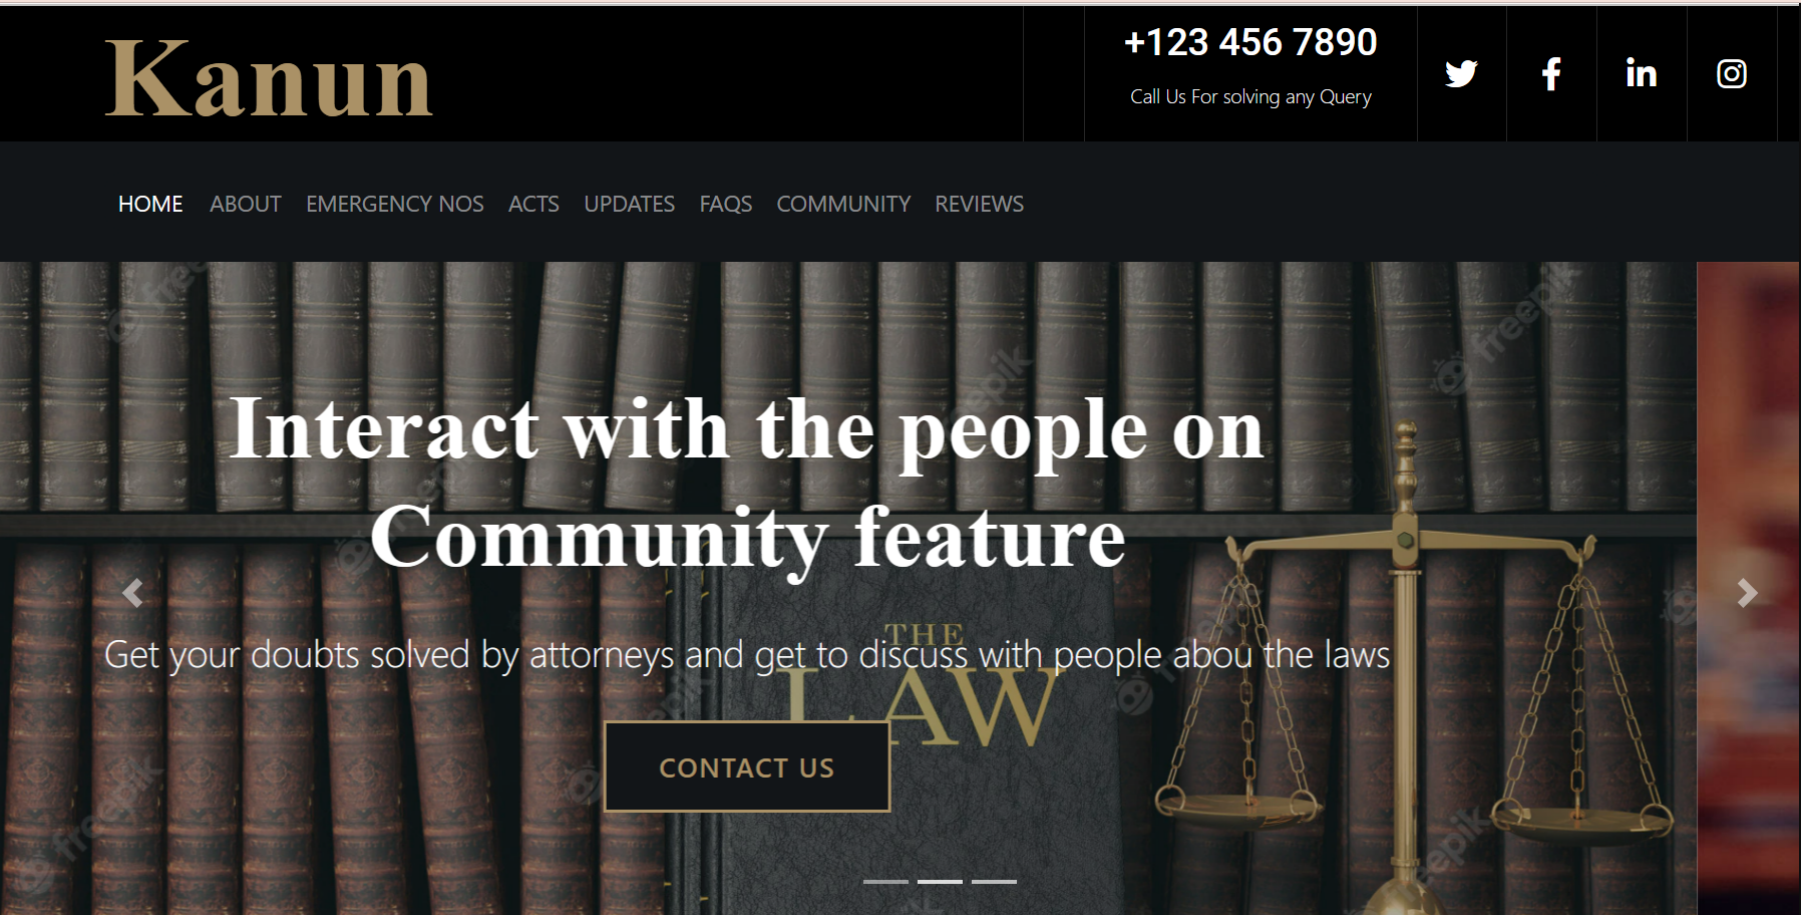 Kanun
+123 456 7890
Call Us For solving any Query
HOME ABOUT EMERGENCY NOS ACTS UPDATES FAQS COMMUNITY REVIEWS
Interact with the people on
Community feature
THE
Get your doubts solved by attorneys and get to discuss with people abou the laws
LAW
CONTACT US
freepik